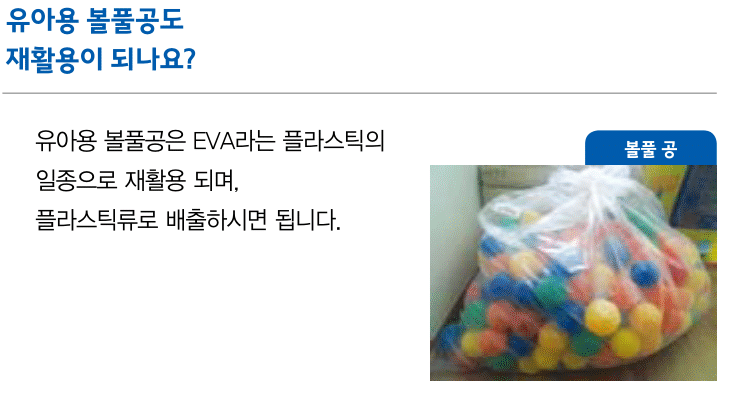 유아용 볼풀공도
재활용이 되나요?
유아용 볼풀공은 EVA라는 플라스틱의
일종으로 재활용 되며,
플라스틱류로 배출하시면 됩니다.
볼풀 공